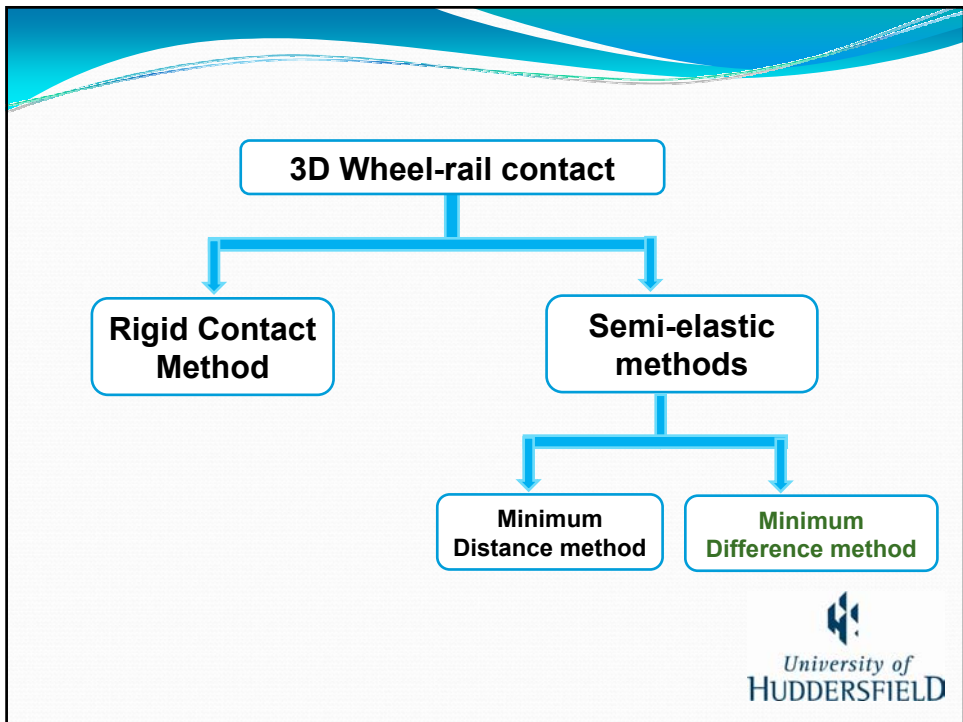 3D Wheel-rail contact
Rigid Contact
Method
Semi-elastic
methods
Minimum
Distance method
Minimum
Difference method
University of
HUDDERSFIELD